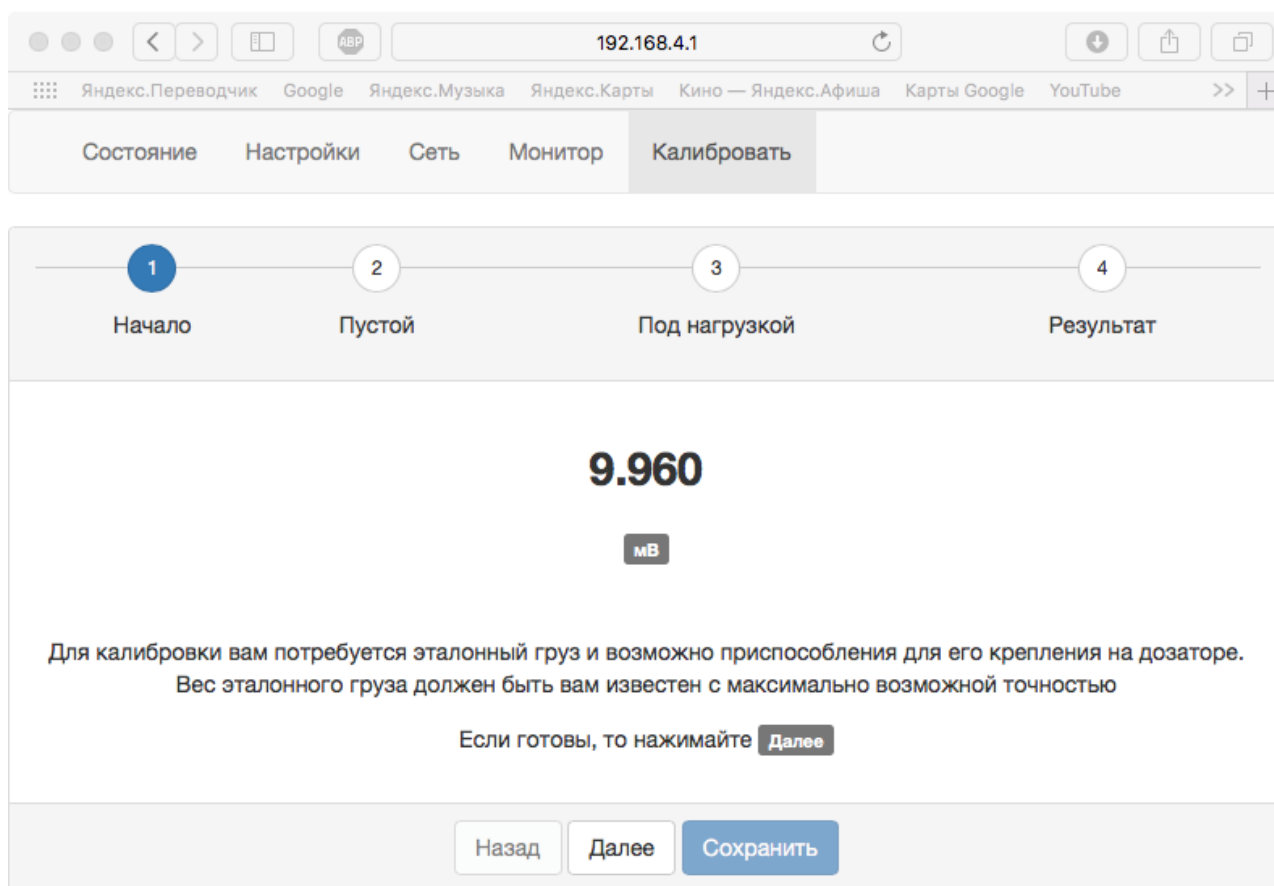 ABP 192.168.4.1
Яндекс.Переводчик Google Яндекс.Музыка Яндекс.Карты Кино — Яндекс.Афиша Карты Google YouTube >> +
Состояние Настройки Сеть Монитор Калибровать
1 2 3 4
Начало Пустой Под нагрузкой Результат
9.960
мВ
Для калибровки вам потребуется эталонный груз и возможно приспособления для его крепления на дозаторе.
Вес эталонного груза должен быть вам известен с максимально возможной точностью
Если готовы, то нажимайте Далее
Назад Далее Сохранить